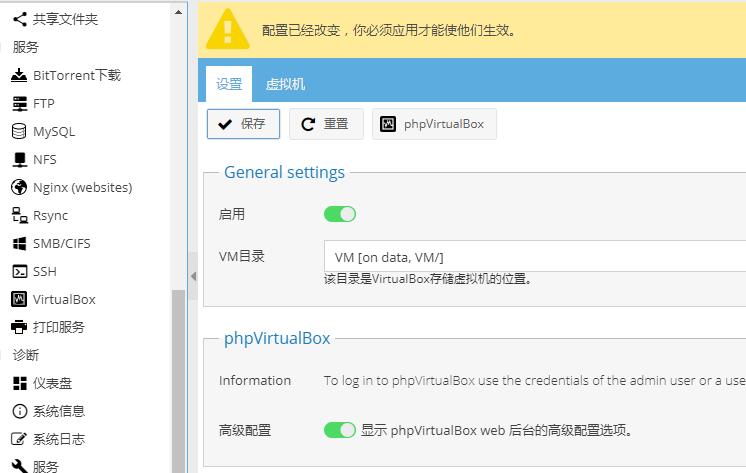 共享文件夹
服务
BitTorrent下载
FTP
MySQL
NFS
Nginx (websites)
Rsync
SMB/CIFS
SSH
VirtualBox
打印服务
诊断
仪表盘
系统信息
系统日志
服务
配置已经改变，你必须应用才能使他们生效。
设置 虚拟机
保存 重置 phpVirtualBox
General settings
启用
VM目录 VM [on data, VM/]
该目录是VirtualBox存储虚拟机的位置。
phpVirtualBox
Information To log in to phpVirtualBox use the credentials of the admin user or a use
高级配置 显示 phpVirtualBox web 后台的高级配置选项。